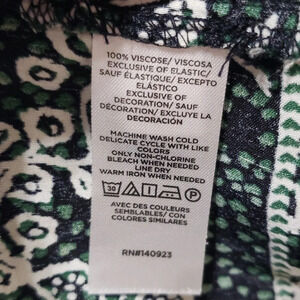 100% VISCOSE/ VISCOSA
EXCLUSIVE OF ELASTIC/
SAUF ÉLASTIQUE/ EXCEPTO
ELÁSTICO
EXCLUSIVE OF
DECORATION/ SAUF
DÉCORATION/ EXCLUYE LA
DECORACIÓN
MACHINE WASH COLD
DELICATE CYCLE WITH LIKE
COLORS
ONLY NON-CHLORINE
BLEACH WHEN NEEDED
LINE DRY
WARM IRON WHEN NEEDED
30 P
AVEC DES COULEURS
SEMBLABLES/ CON
COLORES SIMILARES
RN#140923